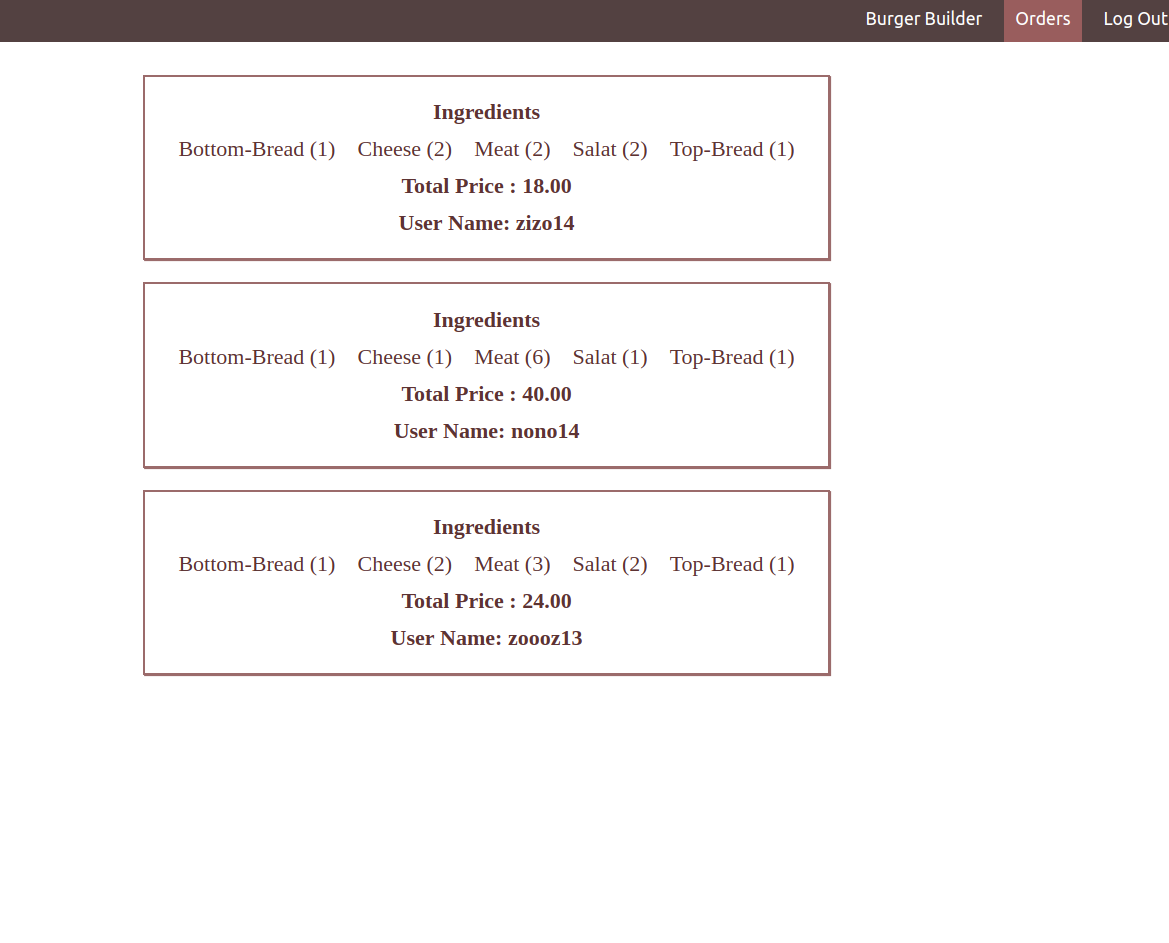 Burger Builder Orders Log Out
Ingredients
Bottom-Bread (1) Cheese (2) Meat (2) Salat (2) Top-Bread (1)
Total Price : 18.00
User Name: zizo14
Ingredients
Bottom-Bread (1) Cheese (1) Meat (6) Salat (1) Top-Bread (1)
Total Price : 40.00
User Name: nono14
Ingredients
Bottom-Bread (1) Cheese (2) Meat (3) Salat (2) Top-Bread (1)
Total Price : 24.00
User Name: zoooz13